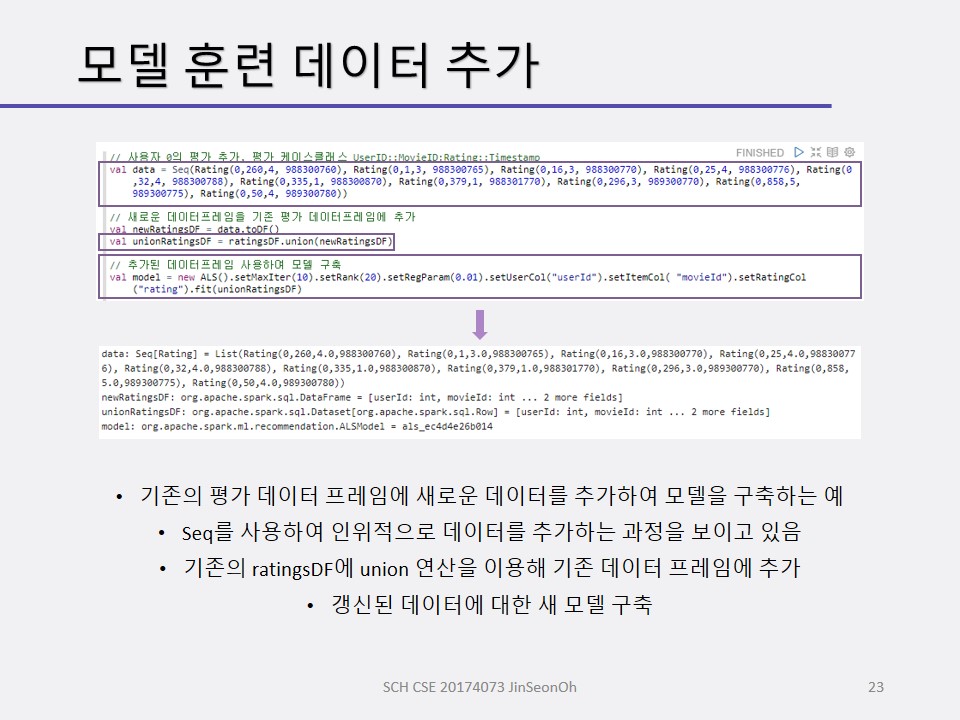 모델 훈련 데이터 추가
// 사용자 0의 평가 추가. 평가 케이스클래스 UserID::MovieID:Rating::Timestamp
FINISHED
val data = Seq(Rating(0,260,4, 988300760), Rating(0,1,3, 988300765), Rating(0,16,3, 988300770), Rating(0,25,4, 988300776), Rating(0
,32,4, 988300788), Rating(0,335,1, 988300870), Rating(0,379,1, 988301770), Rating(0,296,3, 989300770), Rating(0,858,5,
989300775), Rating(0,50,4, 989300780))
// 새로운 데이터프레임을 기존 평가 데이터프레임에 추가
val newRatingsDF = data.toDF()
val unionRatingsDF = ratingsDF.union(newRatingsDF)
// 추가된 데이터프레임 사용하여 모델 구축
val model = new ALS().setMaxIter(10).setRank(20).setRegParam(0.01).setUserCol("userId").setItemCol( "movieId").setRatingCol
("rating").fit(unionRatingsDF)
data: Seq[Rating] = List(Rating(0,260,4.0,988300760), Rating(0,1,3.0,988300765), Rating(0,16,3.0,988300770), Rating(0,25,4.0,98830077
6), Rating(0,32,4.0,988300788), Rating(0,335,1.0,988300870), Rating(0,379,1.0,988301770), Rating(0,296,3.0,989300770), Rating(0,858,
5.0,989300775), Rating(0,50,4.0,989300780))
newRatingsDF: org.apache.spark.sql.DataFrame = [userId: int, movieId: int ... 2 more fields]
unionRatingsDF: org.apache.spark.sql.Dataset[org.apache.spark.sql.Row] = [userId: int, movieId: int ... 2 more fields]
model: org.apache.spark.ml.recommendation.ALSModel = als_ec4d4e26b014
• 기존의 평가 데이터 프레임에 새로운 데이터를 추가하여 모델을 구축하는 예
• Seq를 사용하여 인위적으로 데이터를 추가하는 과정을 보이고 있음
• 기존의 ratingsDF에 union 연산을 이용해 기존 데이터 프레임에 추가
• 갱신된 데이터에 대한 새 모델 구축
SCH CSE 20174073 JinSeonOh
23